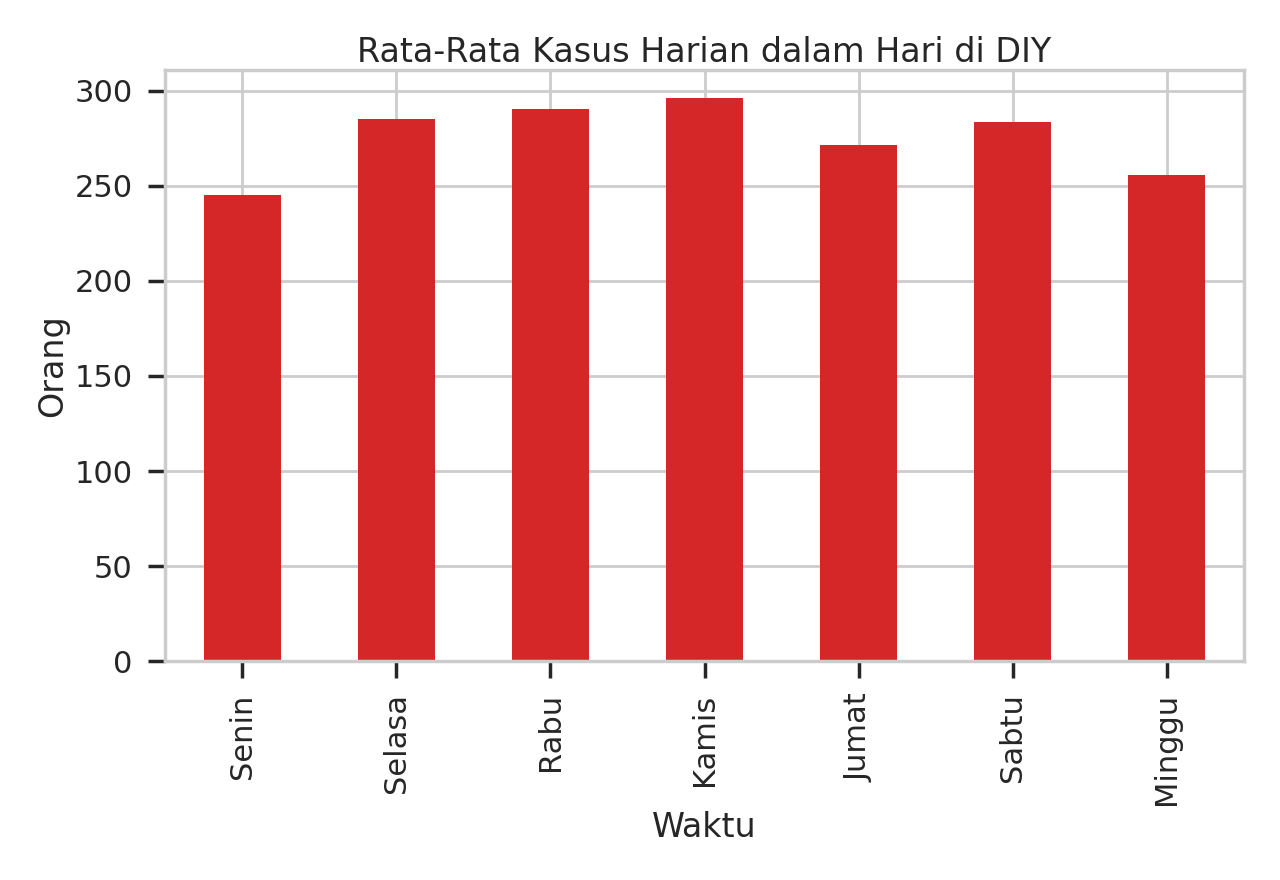 Rata-Rata Kasus Harian dalam Hari di DIY
300
250
200
150
100
50
0
Orang
Senin
Selasa
Rabu
Kamis
Jumat
Sabtu
Minggu
Waktu